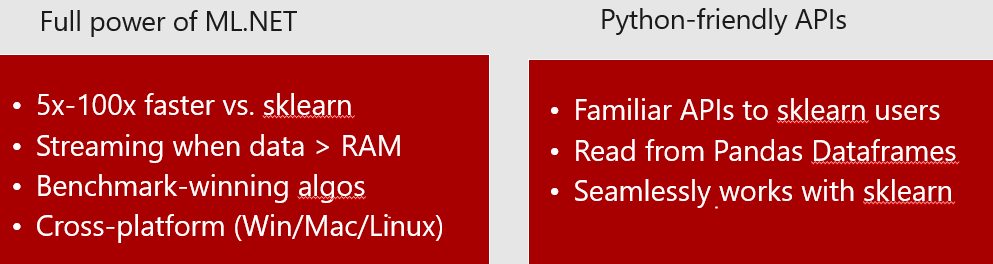 Full power of ML.NET
• 5x-100x faster vs. sklearn
• Streaming when data > RAM
• Benchmark-winning algos
• Cross-platform (Win/Mac/Linux)
Python-friendly APIs
• Familiar APIs to sklearn users
• Read from Pandas Dataframes
• Seamlessly works with sklearn